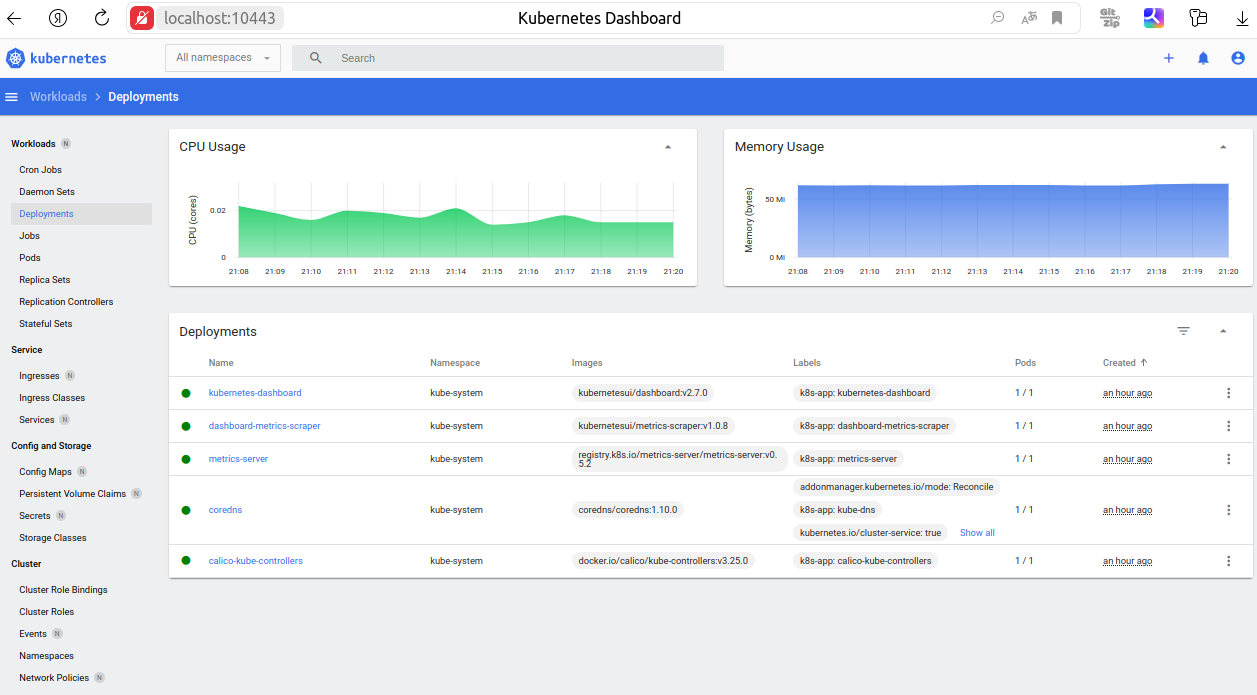 localhost:10443
Kubernetes Dashboard
Git Zip
kubernetes
All namespaces
Search
Workloads > Deployments
Workloads N
Cron Jobs
Daemon Sets
Deployments
Jobs
Pods
Replica Sets
Replication Controllers
Stateful Sets
Service
Ingresses N
Ingress Classes
Services N
Config and Storage
Config Maps N
Persistent Volume Claims N
Secrets N
Storage Classes
Cluster
Cluster Role Bindings
Cluster Roles
Events N
Namespaces
Network Policies N
CPU Usage
CPU (cores)
0.02
0
21:08 21:09 21:10 21:11 21:12 21:13 21:14 21:15 21:16 21:17 21:18 21:19 21:20
Memory Usage
Memory (bytes)
50 Mi
0 Mi
21:08 21:09 21:10 21:11 21:12 21:13 21:14 21:15 21:16 21:17 21:18 21:19 21:20
Deployments
Name Namespace Images Labels Pods Created
kubernetes-dashboard kube-system kubernetesui/dashboard:v2.7.0 k8s-app: kubernetes-dashboard 1 / 1 an hour ago
dashboard-metrics-scraper kube-system kubernetesui/metrics-scraper:v1.0.8 k8s-app: dashboard-metrics-scraper 1 / 1 an hour ago
metrics-server kube-system registry.k8s.io/metrics-server/metrics-server:v0.
5.2 k8s-app: metrics-server 1 / 1 an hour ago
addonmanager.kubernetes.io/mode: Reconcile
coredns kube-system coredns/coredns:1.10.0 k8s-app: kube-dns 1 / 1 an hour ago
kubernetes.io/cluster-service: true Show all
calico-kube-controllers kube-system docker.io/calico/kube-controllers:v3.25.0 k8s-app: calico-kube-controllers 1 / 1 an hour ago